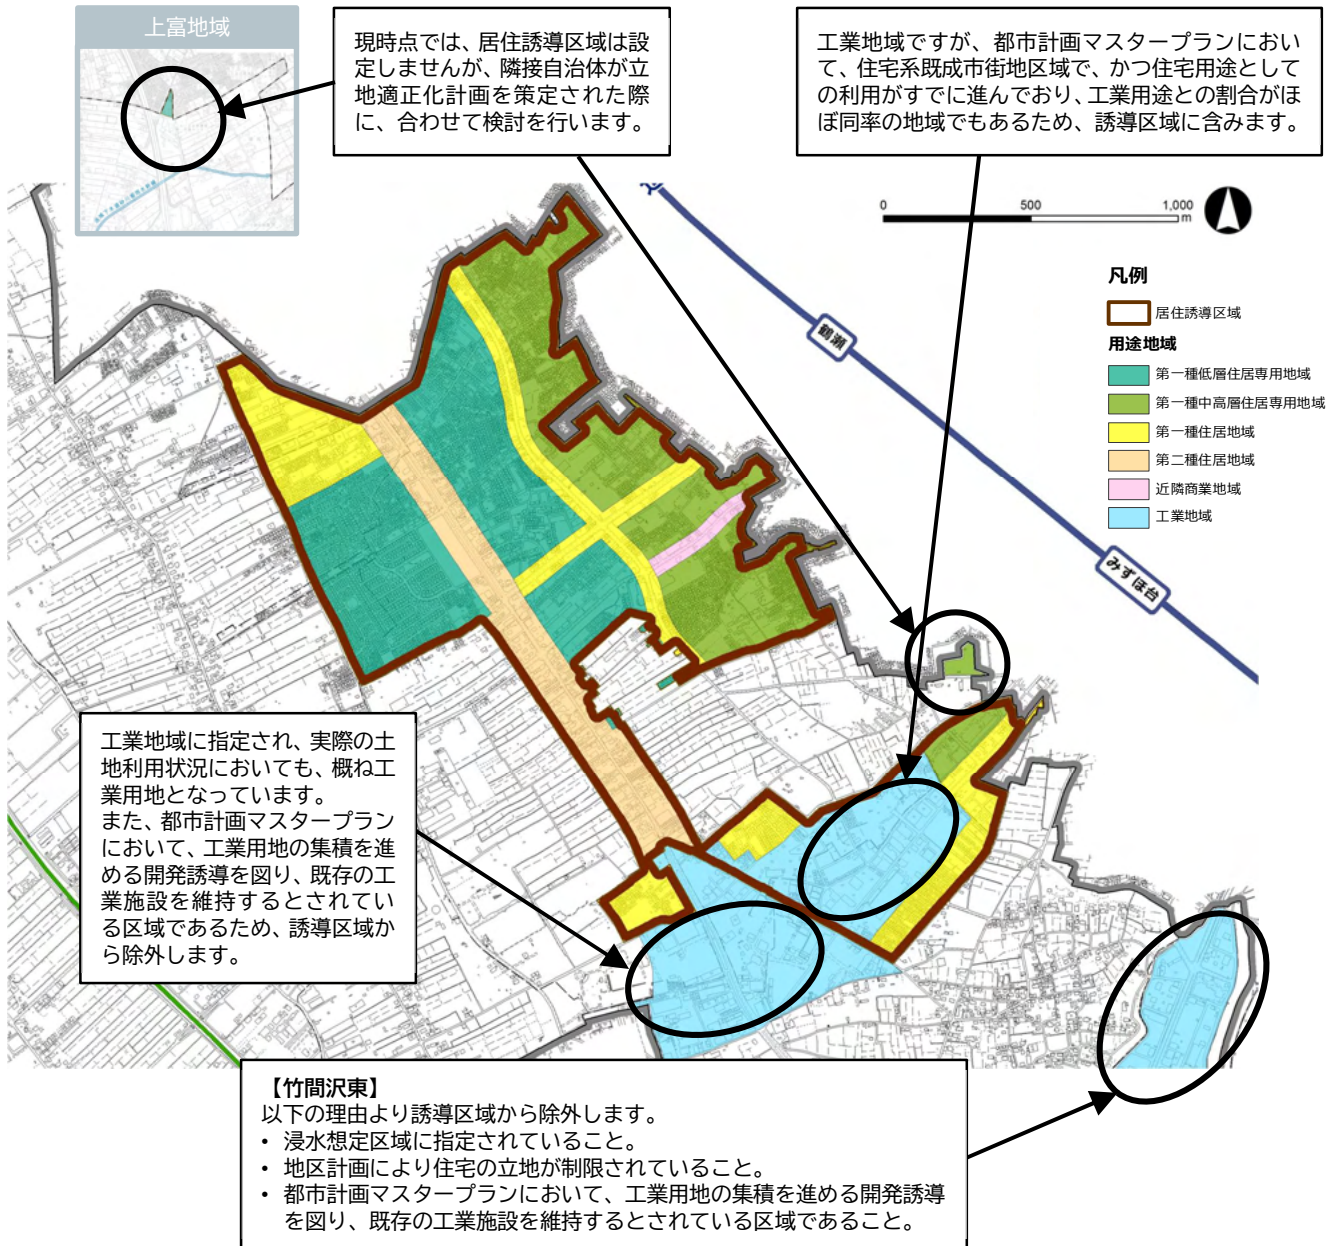 上富地域
現時点では、居住誘導区域は設
定しませんが、隣接自治体が立
地適正化計画を策定された際
に、合わせて検討を行います。
工業地域ですが、都市計画マスタープランにおい
て、住宅系既成市街地区域で、かつ住宅用途として
の利用がすでに進んでおり、工業用途との割合がほ
ぼ同率の地域でもあるため、誘導区域に含みます。
0 500 1,000
m
凡例
居住誘導区域
用途地域
第一種低層住居専用地域
第一種中高層住居専用地域
第一種住居地域
第二種住居地域
近隣商業地域
工業地域
鶴瀬
みずほ台
工業地域に指定され、実際の土
地利用状況においても、概ね工
業用地となっています。
また、都市計画マスタープラン
において、工業用地の集積を進
める開発誘導を図り、既存の工
業施設を維持するとされてい
る区域であるため、誘導区域か
ら除外します。
【竹間沢東】
以下の理由より誘導区域から除外します。
• 浸水想定区域に指定されていること。
• 地区計画により住宅の立地が制限されていること。
• 都市計画マスタープランにおいて、工業用地の集積を進める開発誘導
を図り、既存の工業施設を維持するとされている区域であること。